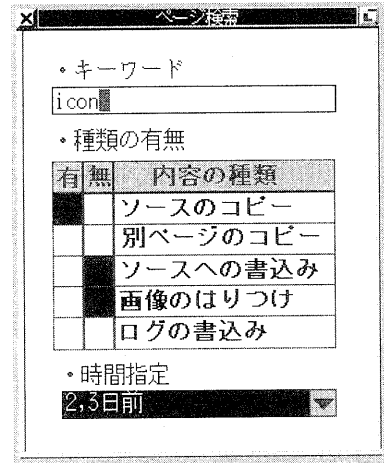 ページ検索
・キーワード
icon
・種類の有無
有 無 内容の種類
ソースのコピー
別ページのコピー
ソースへの書込み
画像のはりつけ
ログの書込み
・時間指定
2,3日前